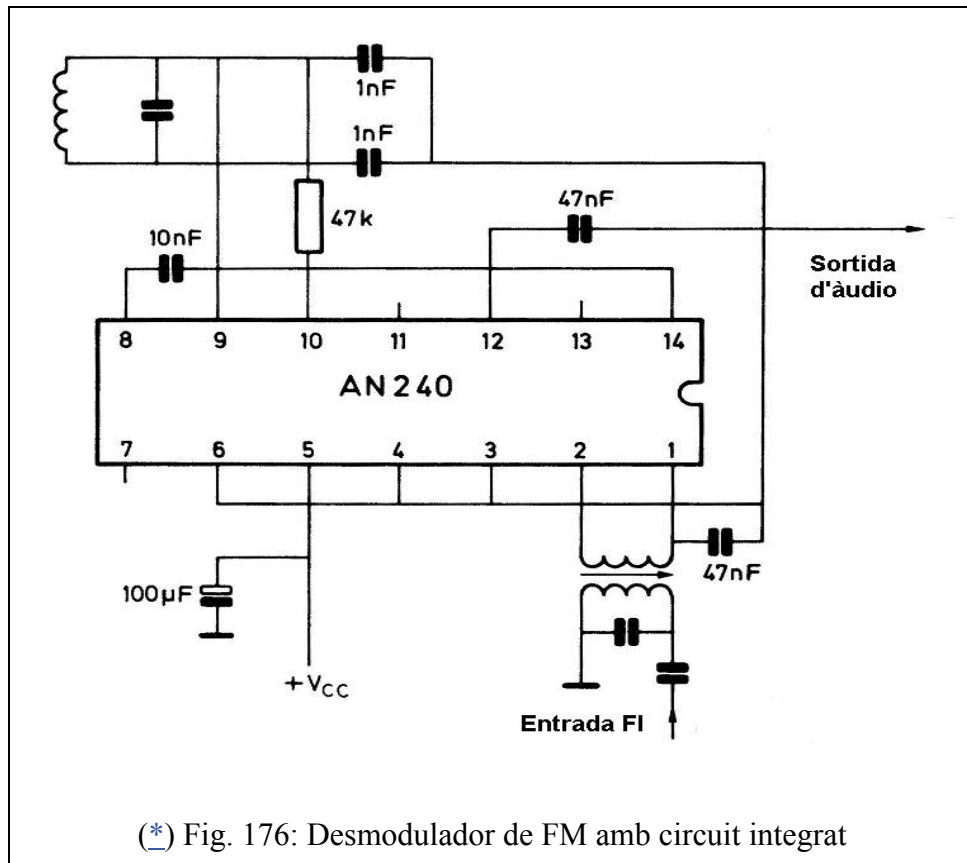 1nF
1nF
47k
47nF
10nF
Sortida
d'àudio
8 9 10 11 12 13 14
AN240
7 6 5 4 3 2 1
47nF
100µF
+VCC
Entrada FI
(*) Fig. 176: Desmodulador de FM amb circuit integrat